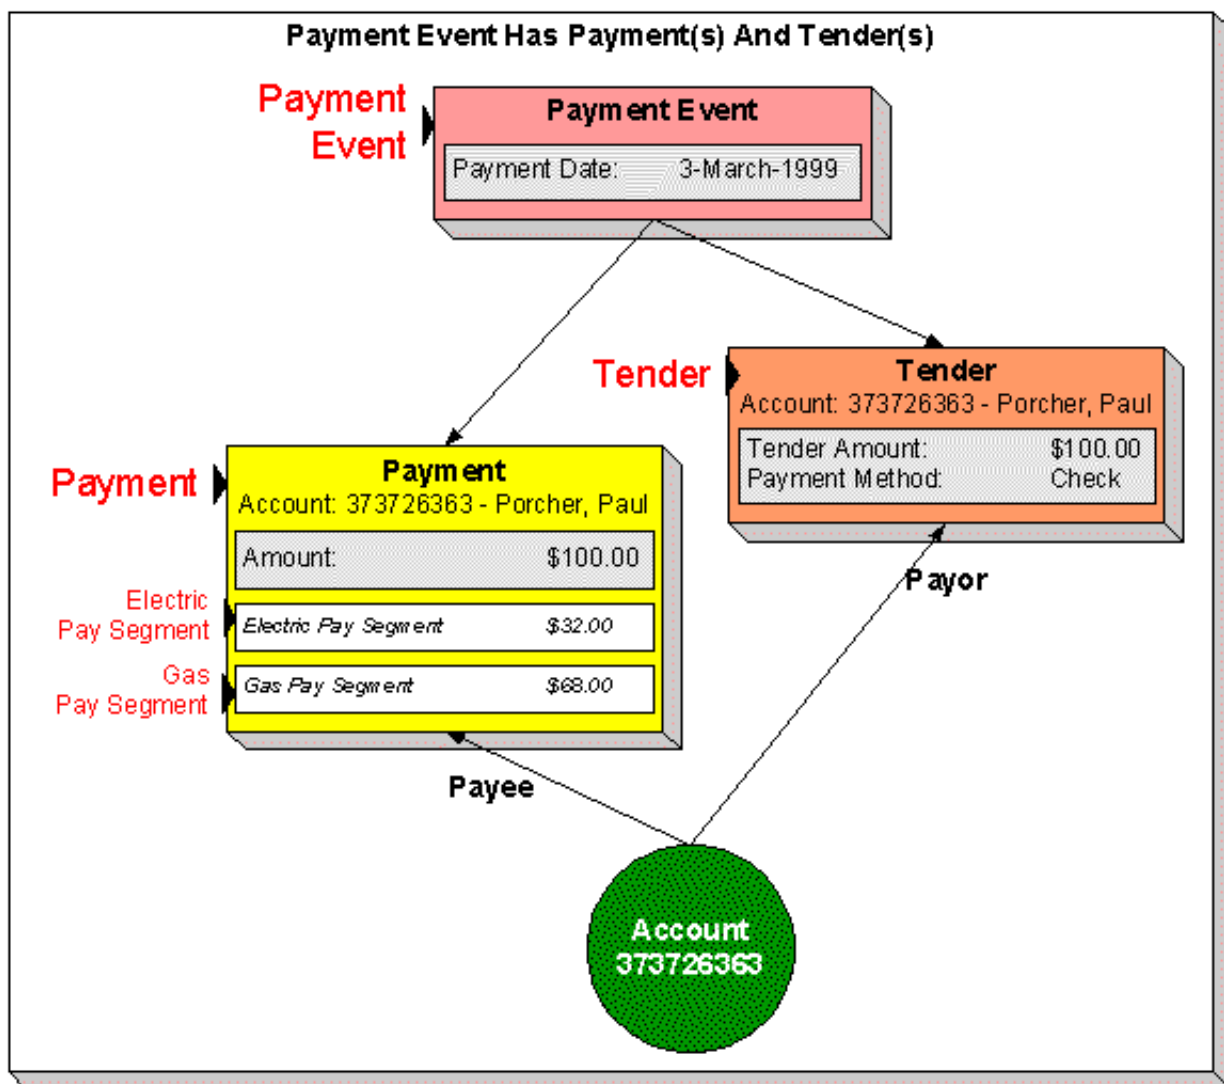 Payment Event Has Payment(s) And Tender(s)
Payment
Event
Payment Event
Payment Date: 3-March-1999
Tender
Tender
Account: 373726363 - Porcher, Paul
Tender Amount: $100.00
Payment Method: Check
Payment
Payment
Account: 373726363 - Porcher, Paul
Amount: $100.00
Electric
Pay Segment
Electric Pay Segment $32.00
Gas
Pay Segment
Gas Pay Segment $68.00
Payor
Payee
Account
373726363